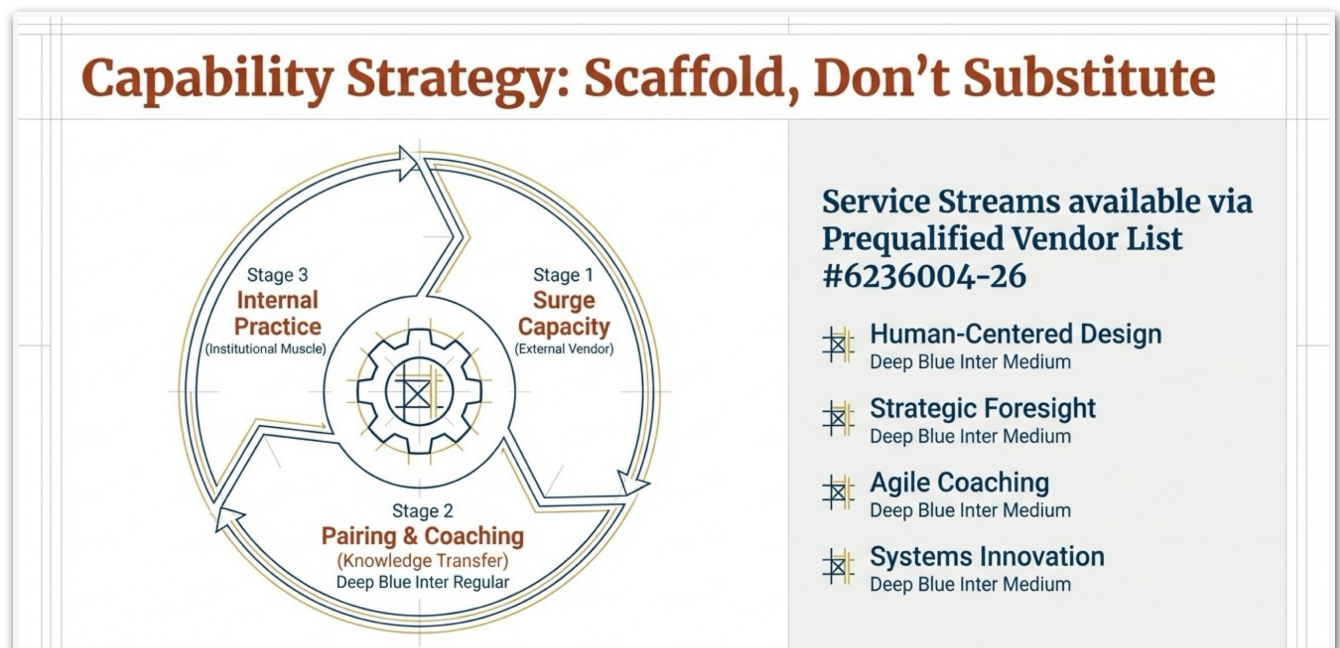 Capability Strategy: Scaffold, Don’t Substitute
Stage 3
Internal
Practice
(Institutional Muscle)
Stage 1
Surge
Capacity
(External Vendor)
Stage 2
Pairing & Coaching
(Knowledge Transfer)
Deep Blue Inter Regular
Service Streams available via
Prequalified Vendor List
#6236004-26
Human-Centered Design
Deep Blue Inter Medium
Strategic Foresight
Deep Blue Inter Medium
Agile Coaching
Deep Blue Inter Medium
Systems Innovation
Deep Blue Inter Medium